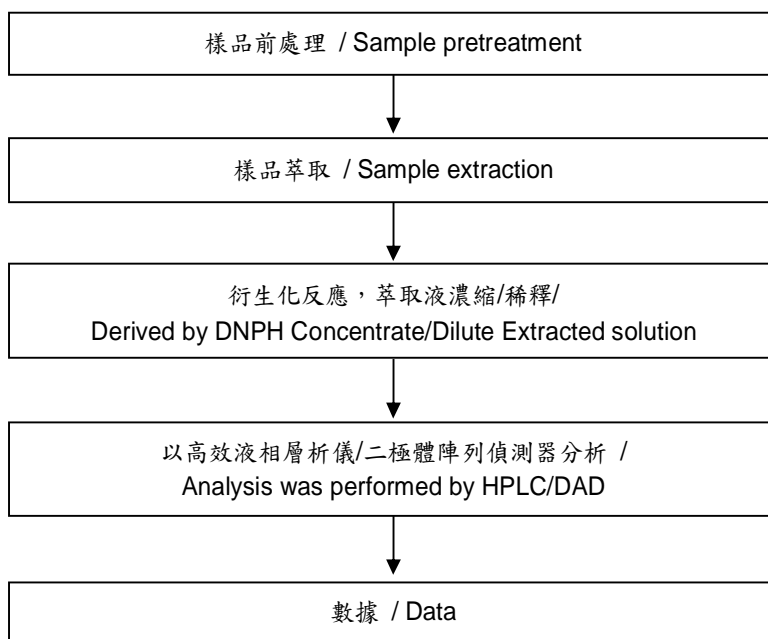 樣品前處理 / Sample pretreatment
樣品萃取 / Sample extraction
衍生化反應，萃取液濃縮/稀釋/
Derived by DNPH Concentrate/Dilute Extracted solution
以高效液相層析儀/二極體陣列偵測器分析 /
Analysis was performed by HPLC/DAD
數據 / Data